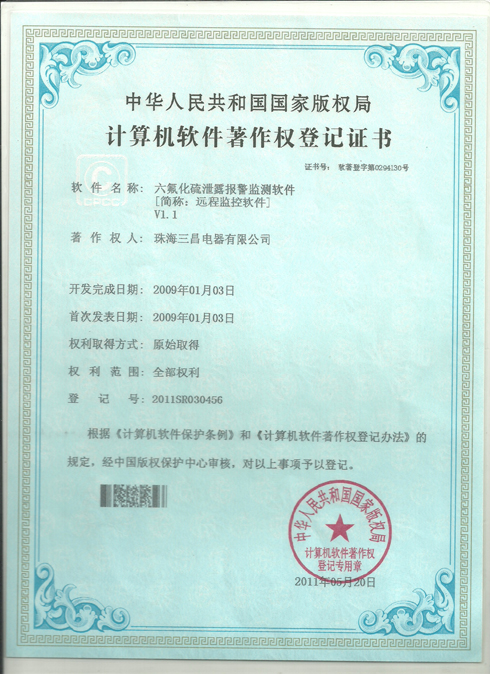 中华人民共和国国家版权局
计算机软件著作权登记证书
证书号： 软著登字第0294130号
CPCC
软件名称： 六氟化硫泄露报警监测软件
[简称：远程监控软件]
V1.1
著作权人： 珠海三昌电器有限公司
开发完成日期： 2009年01月03日
首次发表日期： 2009年01月03日
权利取得方式： 原始取得
权利范围： 全部权利
登记号： 2011SR030456
根据《计算机软件保护条例》和《计算机软件著作权登记办法》的
规定，经中国版权保护中心审核，对以上事项予以登记。
中华人民共和国国家版权局
计算机软件著作权
登记专用章
2011年05月20日